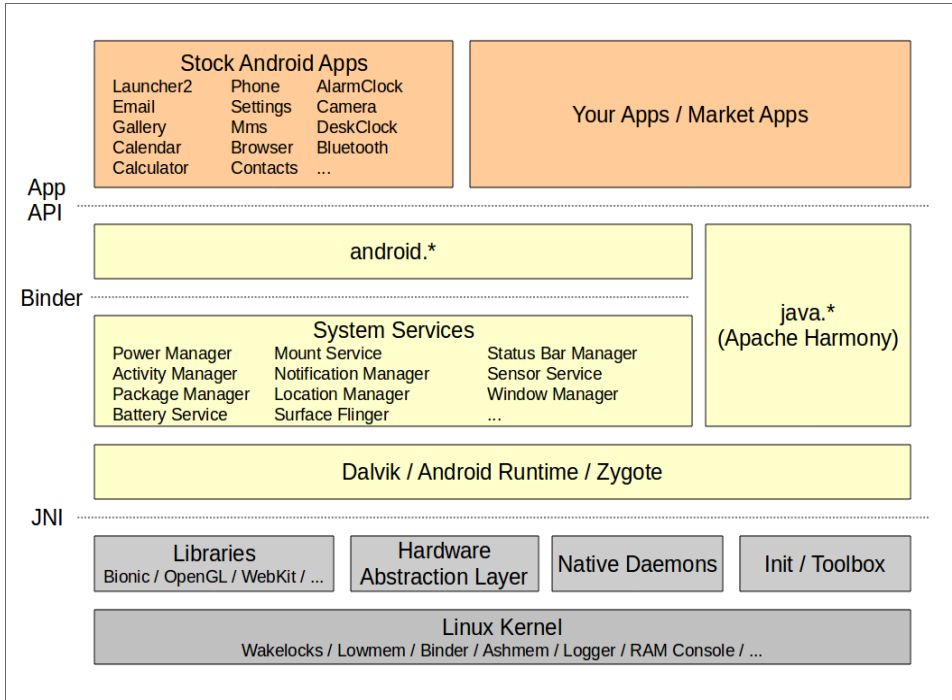 Stock Android Apps
Launcher2 Phone AlarmClock
Email Settings Camera
Gallery Mms DeskClock
Calendar Browser Bluetooth
Calculator Contacts ...
Your Apps / Market Apps
App
API
android.*
Binder
java.*
(Apache Harmony)
System Services
Power Manager Mount Service Status Bar Manager
Activity Manager Notification Manager Sensor Service
Package Manager Location Manager Window Manager
Battery Service Surface Flinger ...
Dalvik / Android Runtime / Zygote
JNI
Libraries
Bionic / OpenGL / WebKit / ...
Hardware
Abstraction Layer
Native Daemons
Init / Toolbox
Linux Kernel
Wakelocks / Lowmem / Binder / Ashmem / Logger / RAM Console / ...